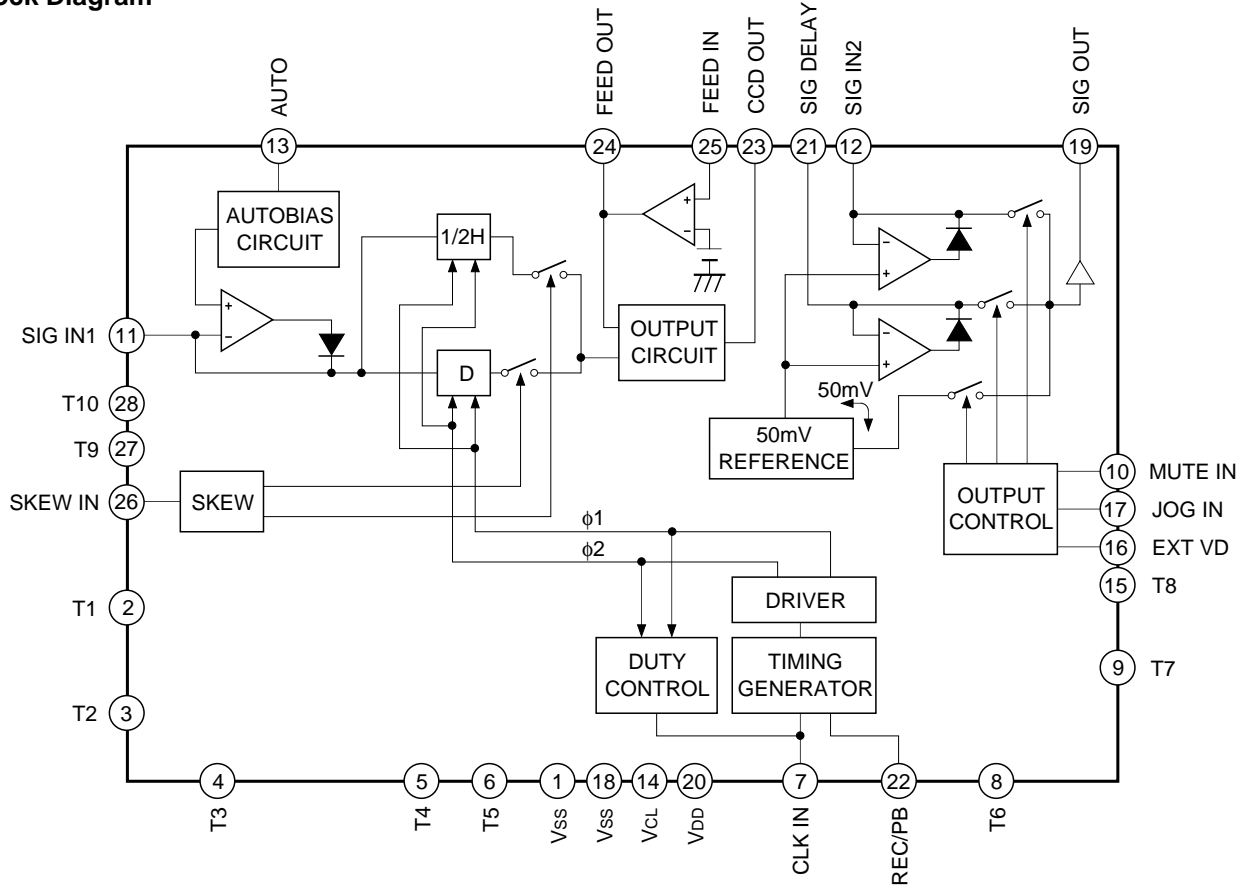 ock Diagram
AUTO
FEED OUT
FEED IN
CCD OUT
SIG DELAY
SIG IN2
SIG OUT
13
24
25
23
21
12
19
AUTOBIAS
CIRCUIT
1/2H
+
−
−
+
+
−
SIG IN1
11
OUTPUT
CIRCUIT
−
+
D
50mV
T10
28
50mV
REFERENCE
T9
27
10
MUTE IN
SKEW IN
26
SKEW
OUTPUT
CONTROL
17
JOG IN
ϕ1
16
EXT VD
ϕ2
15
T8
DRIVER
T1
2
DUTY
CONTROL
TIMING
GENERATOR
9
T7
T2
3
4
5
6
1
18
14
20
7
22
8
T3
T4
T5
VSS
VSS
VCL
VDD
CLK IN
REC/PB
T6